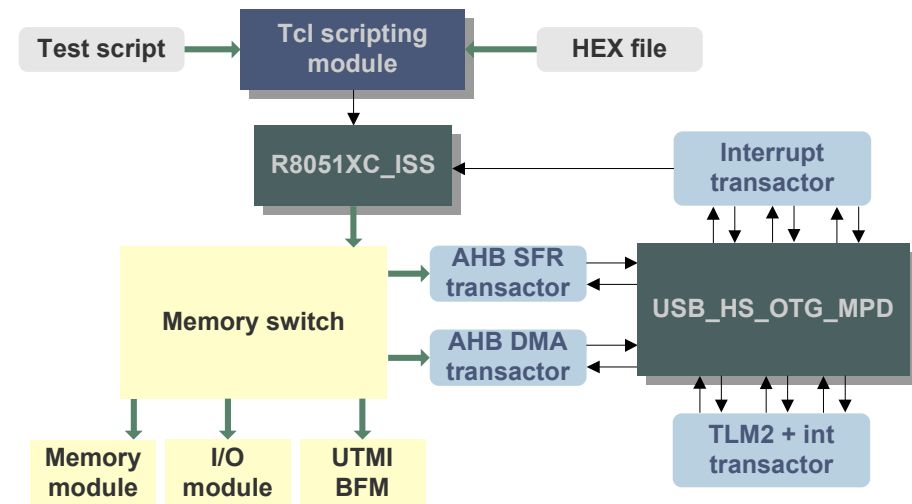 Test script
Tcl scripting
module
HEX file
R8051XC_ISS
Interrupt
transactor
Memory switch
AHB SFR
transactor
USB_HS_OTG_MPD
AHB DMA
transactor
Memory
module
I/O
module
UTMI
BFM
TLM2 + int
transactor